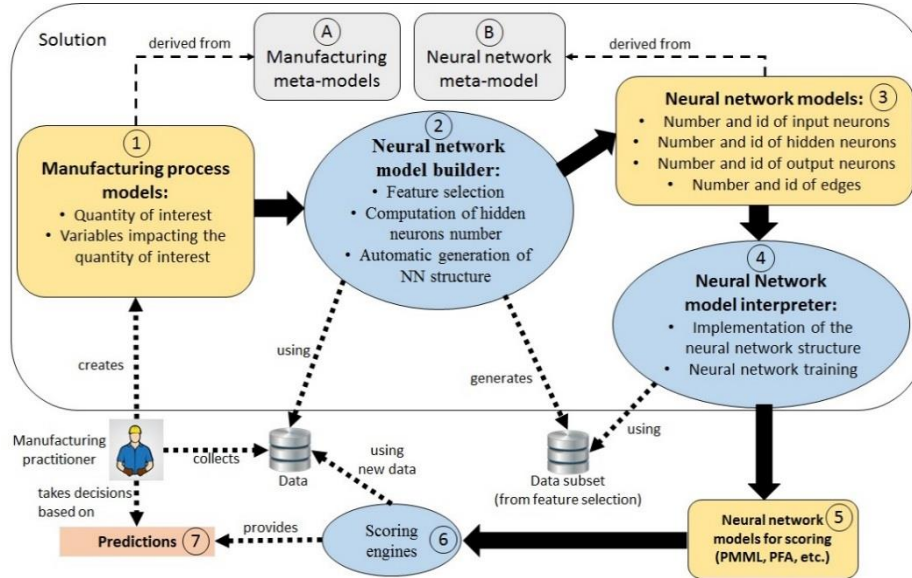 Solution
derived from
A
Manufacturing
meta-models
B
Neural network
meta-model
derived from
1
Manufacturing process
models:
• Quantity of interest
• Variables impacting the
quantity of interest
2
Neural network
model builder:
• Feature selection
• Computation of hidden
neurons number
• Automatic generation of
NN structure
Neural network models: 3
• Number and id of input neurons
• Number and id of hidden neurons
• Number and id of output neurons
• Number and id of edges
4
Neural Network
model interpreter:
• Implementation of the
neural network structure
• Neural network training
creates
using
generates
using
Manufacturing
practitioner
collects
Data
using
new data
Data subset
(from feature selection)
takes decisions
based on
Predictions 7
provides
Scoring
engines
6
Neural network 5
models for scoring
(PMML, PFA, etc.)